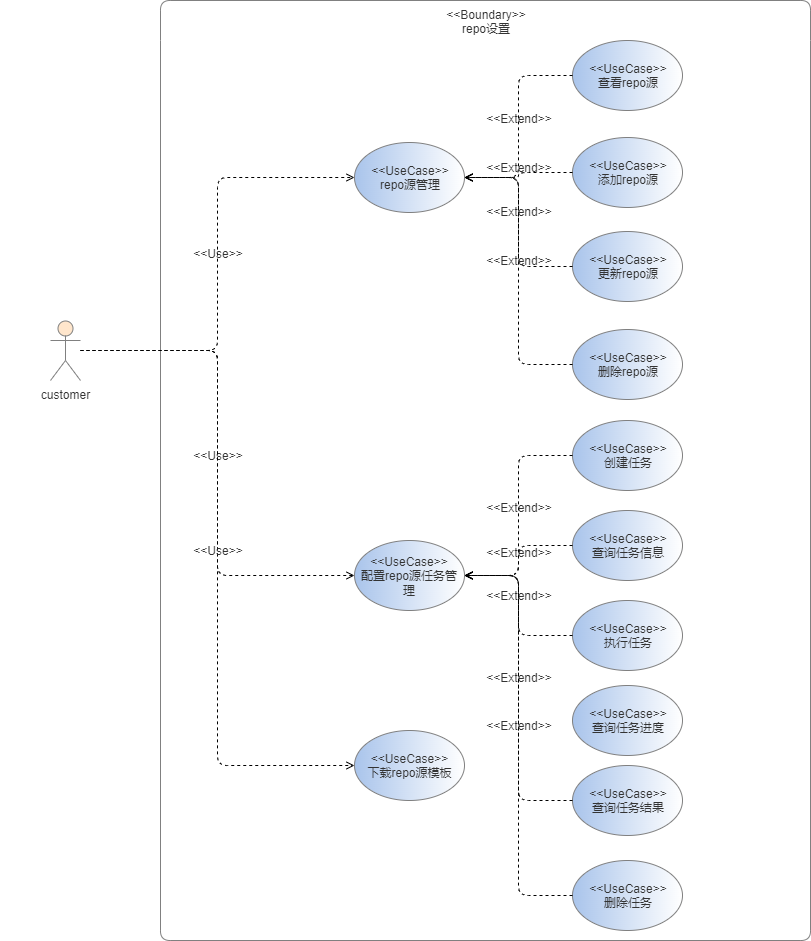 <<Boundary>>
repo设置
<<UseCase>>
查看repo源
<<Extend>>
<<UseCase>>
repo源管理
<<Extend>>
<<UseCase>>
添加repo源
<<Extend>>
<<Use>>
<<Extend>>
<<UseCase>>
更新repo源
<<UseCase>>
删除repo源
customer
<<Use>>
<<UseCase>>
创建任务
<<Extend>>
<<Use>>
<<Extend>>
<<UseCase>>
查询任务信息
<<UseCase>>
配置repo源任务管
理
<<Extend>>
<<UseCase>>
执行任务
<<Extend>>
<<Extend>>
<<UseCase>>
查询任务进度
<<UseCase>>
下载repo源模板
<<UseCase>>
查询任务结果
<<UseCase>>
删除任务